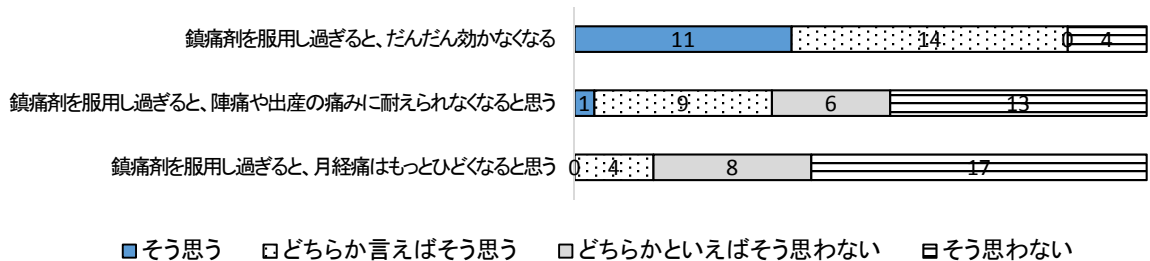 鎮痛剤を服用し過ぎると、だんだん効かなくなる 11 14 0 4
鎮痛剤を服用し過ぎると、陣痛や出産の痛みに耐えられなくなると思う 1 9 6 13
鎮痛剤を服用し過ぎると、月経痛はもっとひどくなると思う 0 4 8 17
そう思う どちらか言えばそう思う どちらかといえばそう思わない そう思わない